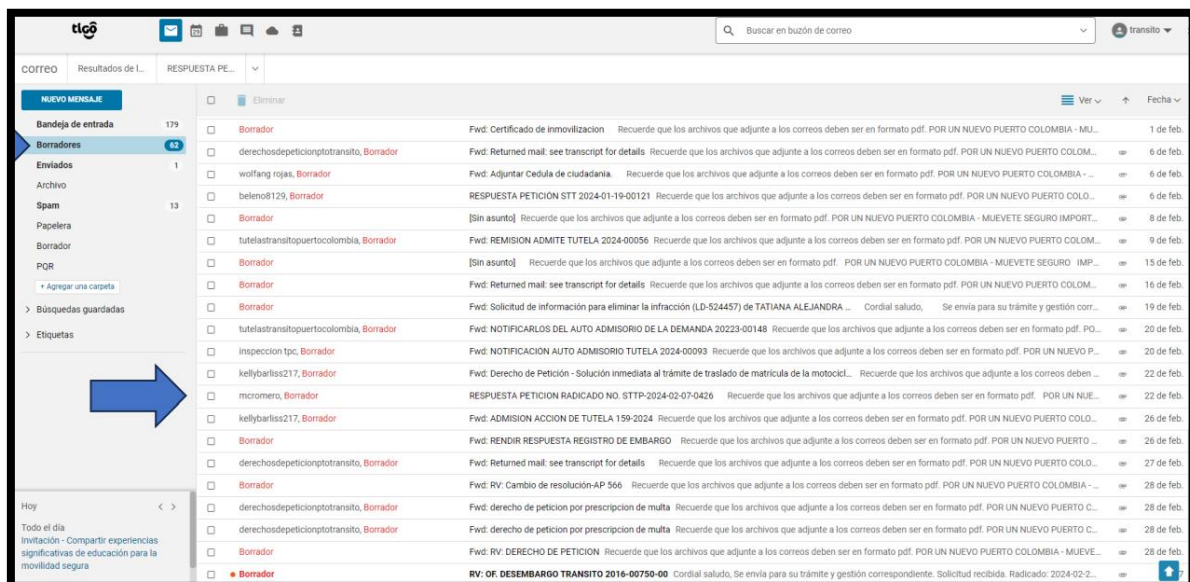 tigo
Buscar en buzón de correo
transito
correo Resultados de l... RESPUESTA PE...
NUEVO MENSAJE
Eliminar Ver Fecha
Bandeja de entrada 179
Borradores 62
Enviados 1
Archivo
Spam 13
Papelera
Borrador
PQR
+ Agregar una carpeta
Búsquedas guardadas
Etiquetas
Borrador Fwd: Certificado de inmovilizacion Recuerde que los archivos que adjunte a los correos deben ser en formato pdf. POR UN NUEVO PUERTO COLOMBIA - MU... 1 de feb.
derechosdepeticionptotransito, Borrador Fwd: Returned mail: see transcript for details Recuerde que los archivos que adjunte a los correos deben ser en formato pdf. POR UN NUEVO PUERTO COLOM... 6 de feb.
wolfang rojas, Borrador Fwd: Adjuntar Cedula de ciudadania. Recuerde que los archivos que adjunte a los correos deben ser en formato pdf. POR UN NUEVO PUERTO COLOMBIA - ... 6 de feb.
beleno8129, Borrador RESPUESTA PETICIÓN STT 2024-01-19-00121 Recuerde que los archivos que adjunte a los correos deben ser en formato pdf. POR UN NUEVO PUERTO COLO... 6 de feb.
Borrador [Sin asunto] Recuerde que los archivos que adjunte a los correos deben ser en formato pdf. POR UN NUEVO PUERTO COLOMBIA - MUEVETE SEGURO IMPORT... 8 de feb.
tutelastransitopuertocolombia, Borrador Fwd: REMISION ADMITE TUTELA 2024-00056 Recuerde que los archivos que adjunte a los correos deben ser en formato pdf. POR UN NUEVO PUERTO COLOM... 9 de feb.
Borrador [Sin asunto] Recuerde que los archivos que adjunte a los correos deben ser en formato pdf. POR UN NUEVO PUERTO COLOMBIA - MUEVETE SEGURO IMP... 15 de feb.
Borrador Fwd: Returned mail: see transcript for details Recuerde que los archivos que adjunte a los correos deben ser en formato pdf. POR UN NUEVO PUERTO COLOM... 16 de feb.
Borrador Fwd: Solicitud de información para eliminar la infracción (LD-524457) de TATIANA ALEJANDRA ... Cordial saludo, Se envía para su trámite y gestión corr... 19 de feb.
tutelastransitopuertocolombia, Borrador Fwd: NOTIFICARLOS DEL AUTO ADMISORIO DE LA DEMANDA 20223-00148 Recuerde que los archivos que adjunte a los correos deben ser en formato pdf. PO... 20 de feb.
inspeccion tpc, Borrador Fwd: NOTIFICACIÓN AUTO ADMISORIO TUTELA 2024-00093 Recuerde que los archivos que adjunte a los correos deben ser en formato pdf. POR UN NUEVO P... 20 de feb.
kellybarliss217, Borrador Fwd: Derecho de Petición - Solución inmediata al trámite de traslado de matrícula de la motocicl... Recuerde que los archivos que adjunte a los correos deben ... 22 de feb.
mcromero, Borrador RESPUESTA PETICION RADICADO NO. STTP-2024-02-07-0426 Recuerde que los archivos que adjunte a los correos deben ser en formato pdf. POR UN NUE... 22 de feb.
kellybarliss217, Borrador Fwd: ADMISION ACCION DE TUTELA 159-2024 Recuerde que los archivos que adjunte a los correos deben ser en formato pdf. POR UN NUEVO PUERTO COLO... 26 de feb.
Borrador Fwd: RENDIR RESPUESTA REGISTRO DE EMBARGO Recuerde que los archivos que adjunte a los correos deben ser en formato pdf. POR UN NUEVO PUERTO ... 26 de feb.
derechosdepeticionptotransito, Borrador Fwd: Returned mail: see transcript for details Recuerde que los archivos que adjunte a los correos deben ser en formato pdf. POR UN NUEVO PUERTO COLO... 27 de feb.
Borrador Fwd: RV: Cambio de resolución-AP 566 Recuerde que los archivos que adjunte a los correos deben ser en formato pdf. POR UN NUEVO PUERTO COLOMBIA - ... 28 de feb.
derechosdepeticionptotransito, Borrador Fwd: derecho de peticion por prescripcion de multa Recuerde que los archivos que adjunte a los correos deben ser en formato pdf. POR UN NUEVO PUERTO C... 28 de feb.
derechosdepeticionptotransito, Borrador Fwd: derecho de peticion por prescripcion de multa Recuerde que los archivos que adjunte a los correos deben ser en formato pdf. POR UN NUEVO PUERTO C... 28 de feb.
Borrador Fwd: RV: DERECHO DE PETICION Recuerde que los archivos que adjunte a los correos deben ser en formato pdf. POR UN NUEVO PUERTO COLOMBIA - MUEVE... 28 de feb.
Borrador RV: OF. DESEMBARGO TRANSITO 2016-00750-00 Cordial saludo, Se envía para su trámite y gestión correspondiente. Solicitud recibida. Radicado: 2024-02-2...
Hoy
Todo el día
Invitación - Compartir experiencias
significativas de educación para la
movilidad segura